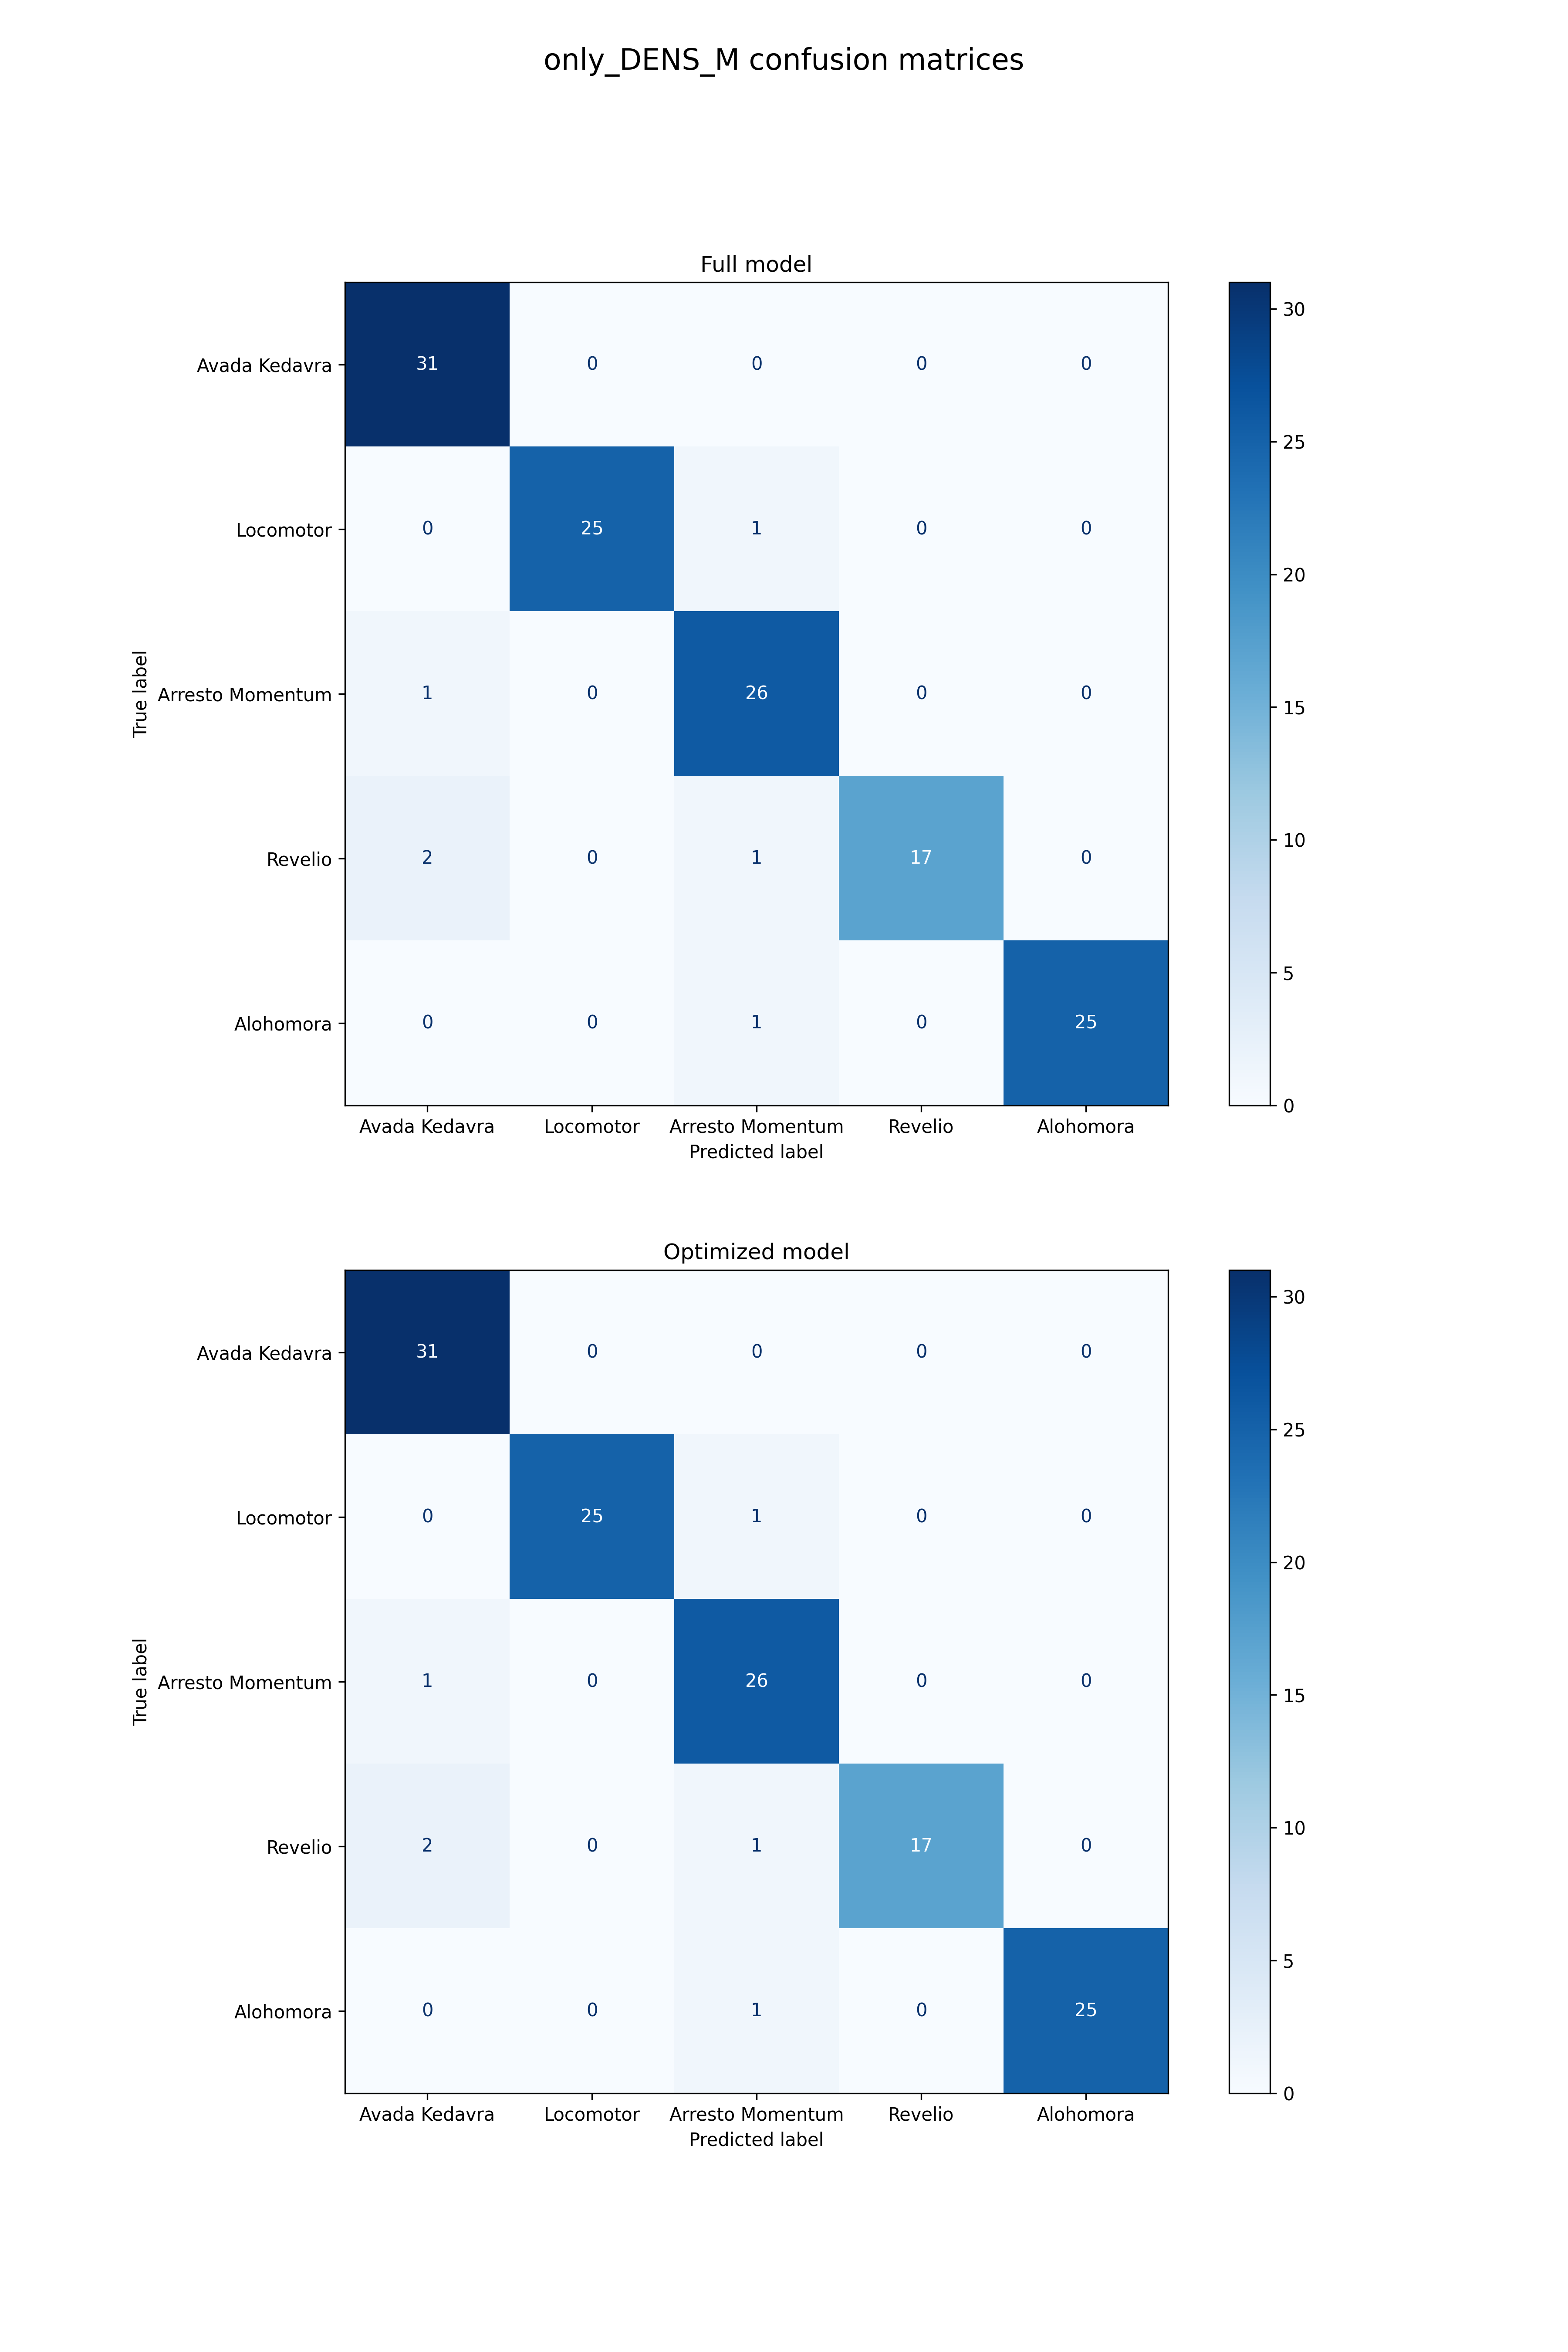 only_DENS_M confusion matrices
Full model
30
Avada Kedavra 31 0 0 0 0
25
Locomotor 0 25 1 0 0
20
True label
Arresto Momentum 1 0 26 0 0
15
10
Revelio 2 0 1 17 0
5
Alohomora 0 0 1 0 25
0
Avada Kedavra Locomotor Arresto Momentum Revelio Alohomora
Predicted label
Optimized model
30
Avada Kedavra 31 0 0 0 0
25
Locomotor 0 25 1 0 0
20
True label
Arresto Momentum 1 0 26 0 0
15
10
Revelio 2 0 1 17 0
5
Alohomora 0 0 1 0 25
0
Avada Kedavra Locomotor Arresto Momentum Revelio Alohomora
Predicted label